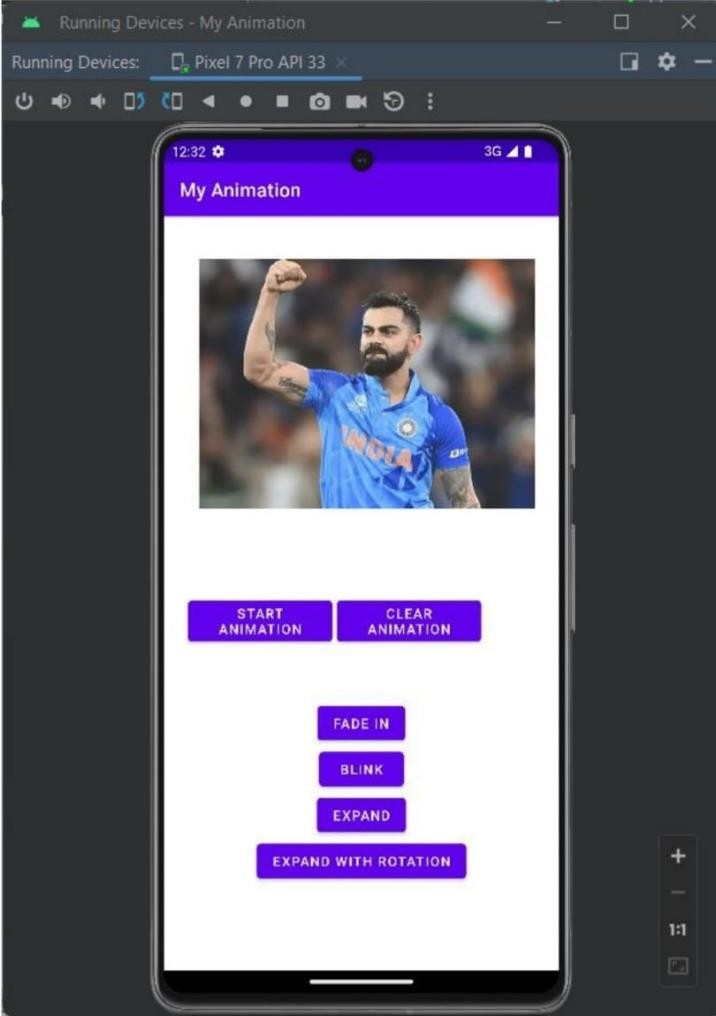 Running Devices - My Animation
Running Devices: Pixel 7 Pro API 33
12:32 3G
My Animation
INDIA
START
ANIMATION
CLEAR
ANIMATION
FADE IN
BLINK
EXPAND
EXPAND WITH ROTATION
1:1